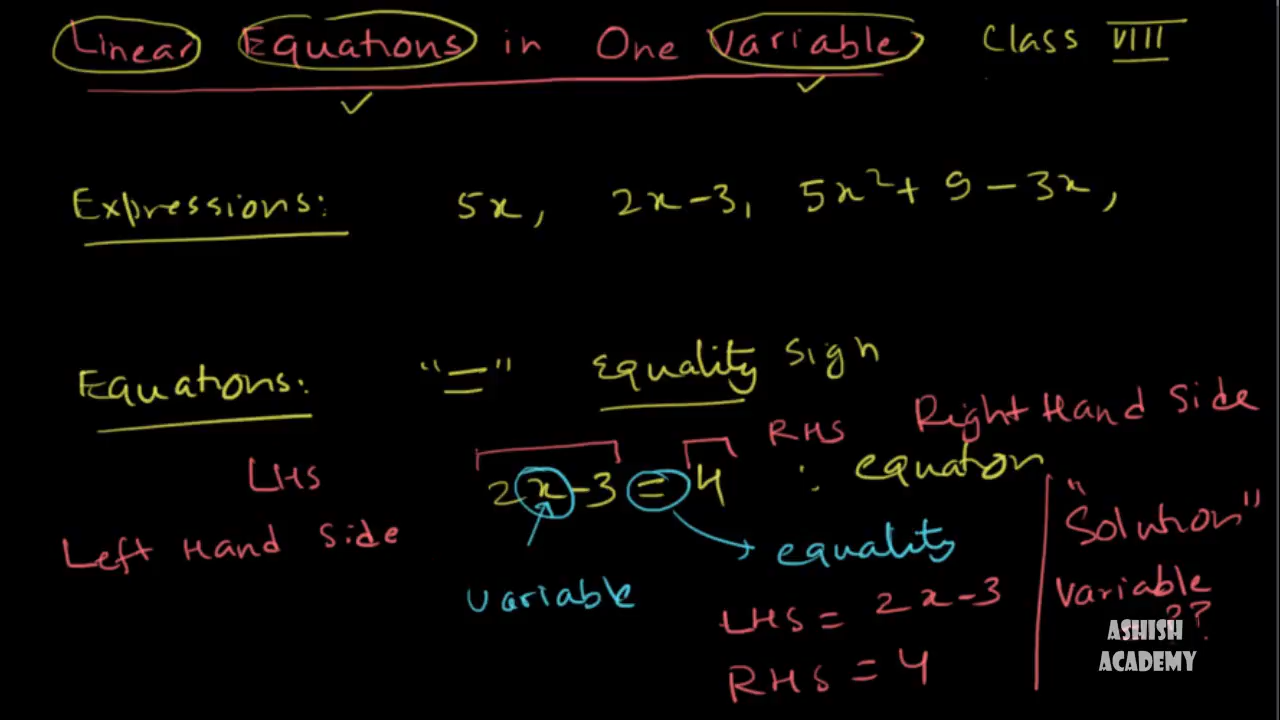 Linear Equations in One Variable Class VIII
Expressions: 5x, 2x-3, 5x²+ 9-3x,
Equations: "=" Equality Sign
RHS Right Hand Side
LHS 2x-3 = 4 : equation
Left Hand Side
equality
variable
LHS = 2x-3
RHS = 4
"Solution"
Variable
= ??
ASHISH
ACADEMY